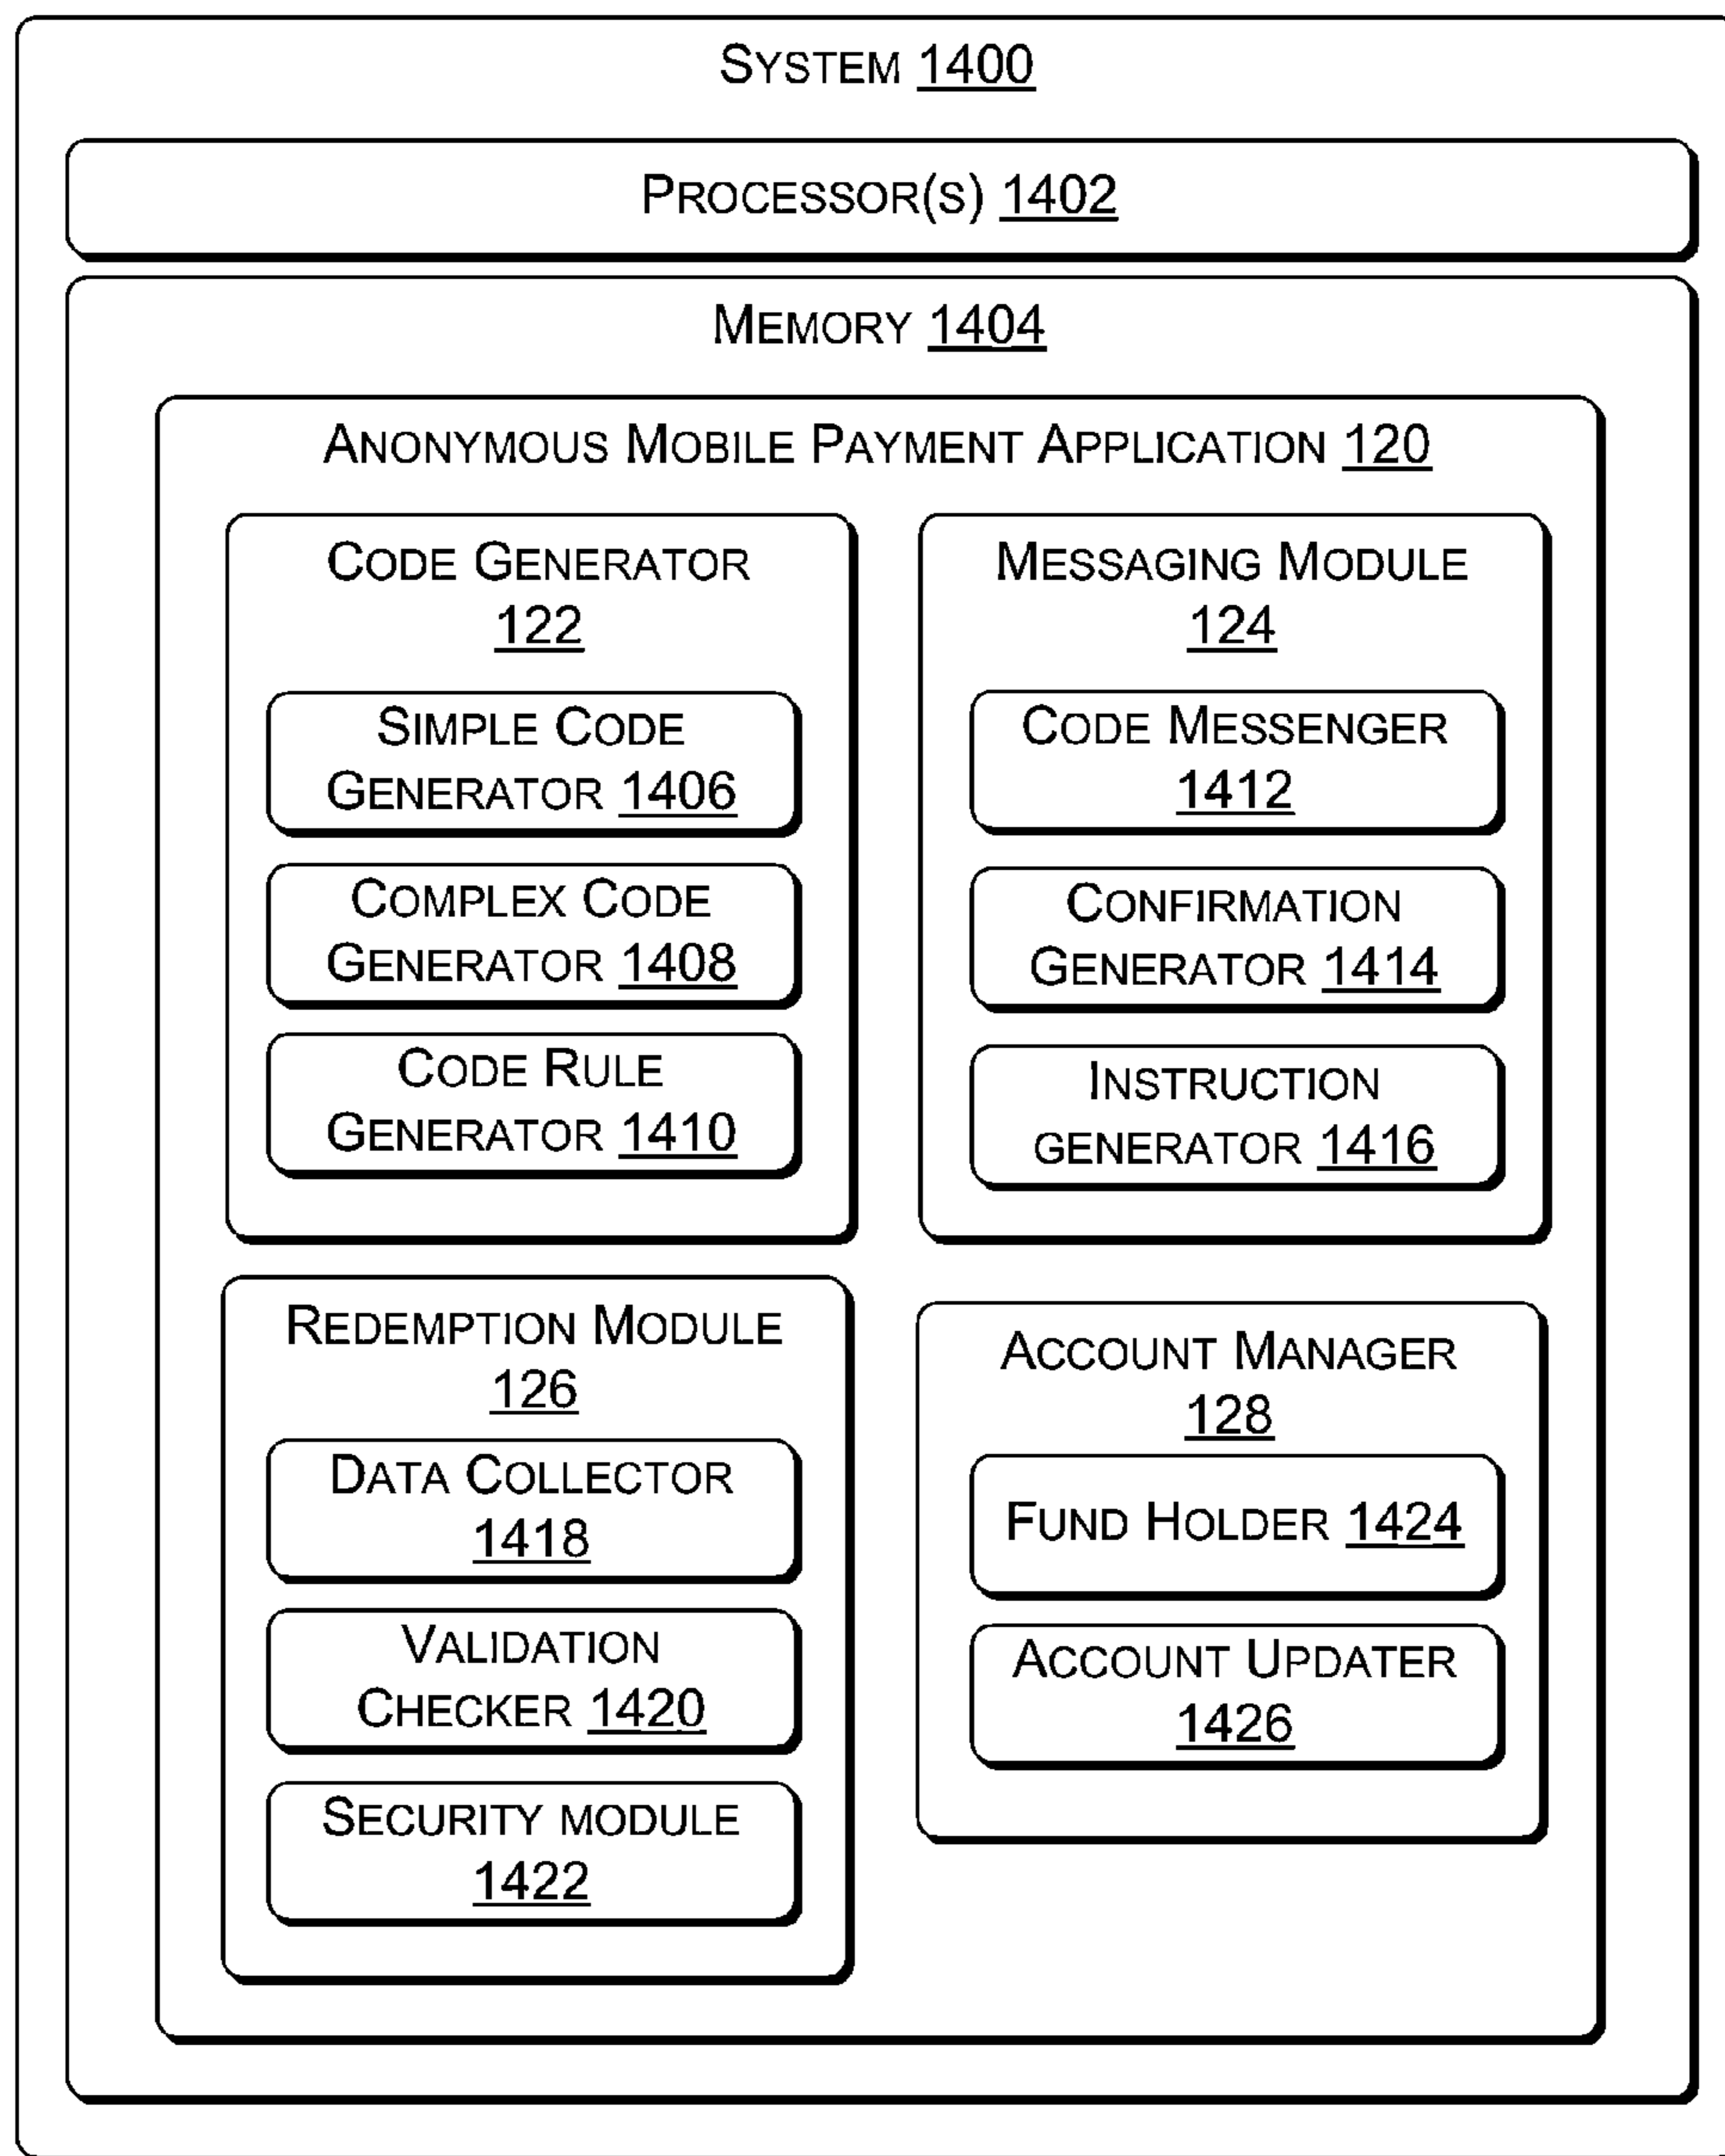 SYSTEM 1400
PROCESSOR(S) 1402
MEMORY 1404
ANONYMOUS MOBILE PAYMENT APPLICATION 120
CODE GENERATOR
122
SIMPLE CODE
GENERATOR 1406
COMPLEX CODE
GENERATOR 1408
CODE RULE
GENERATOR 1410
MESSAGING MODULE
124
CODE MESSENGER
1412
CONFIRMATION
GENERATOR 1414
INSTRUCTION
GENERATOR 1416
REDEMPTION MODULE
126
DATA COLLECTOR
1418
VALIDATION
CHECKER 1420
SECURITY MODULE
1422
ACCOUNT MANAGER
128
FUND HOLDER 1424
ACCOUNT UPDATER
1426